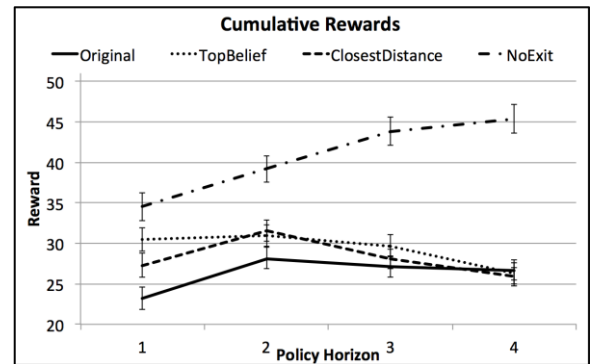 Cumulative Rewards
Original TopBelief ClosestDistance NoExit
50
45
40
35
30
25
20
Reward
1 2 3 4
Policy Horizon